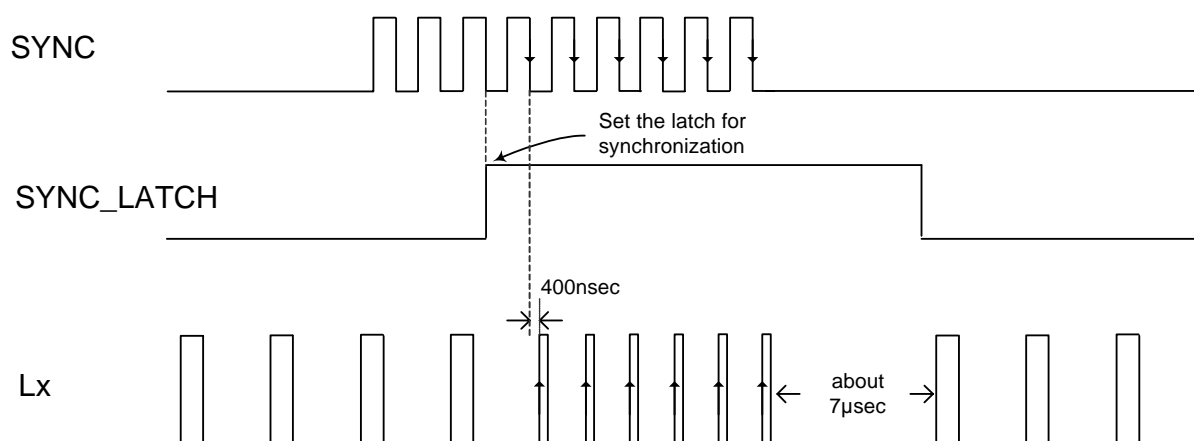 SYNC
Set the latch for
synchronization
SYNC_LATCH
400nsec
Lx
about
7µsec